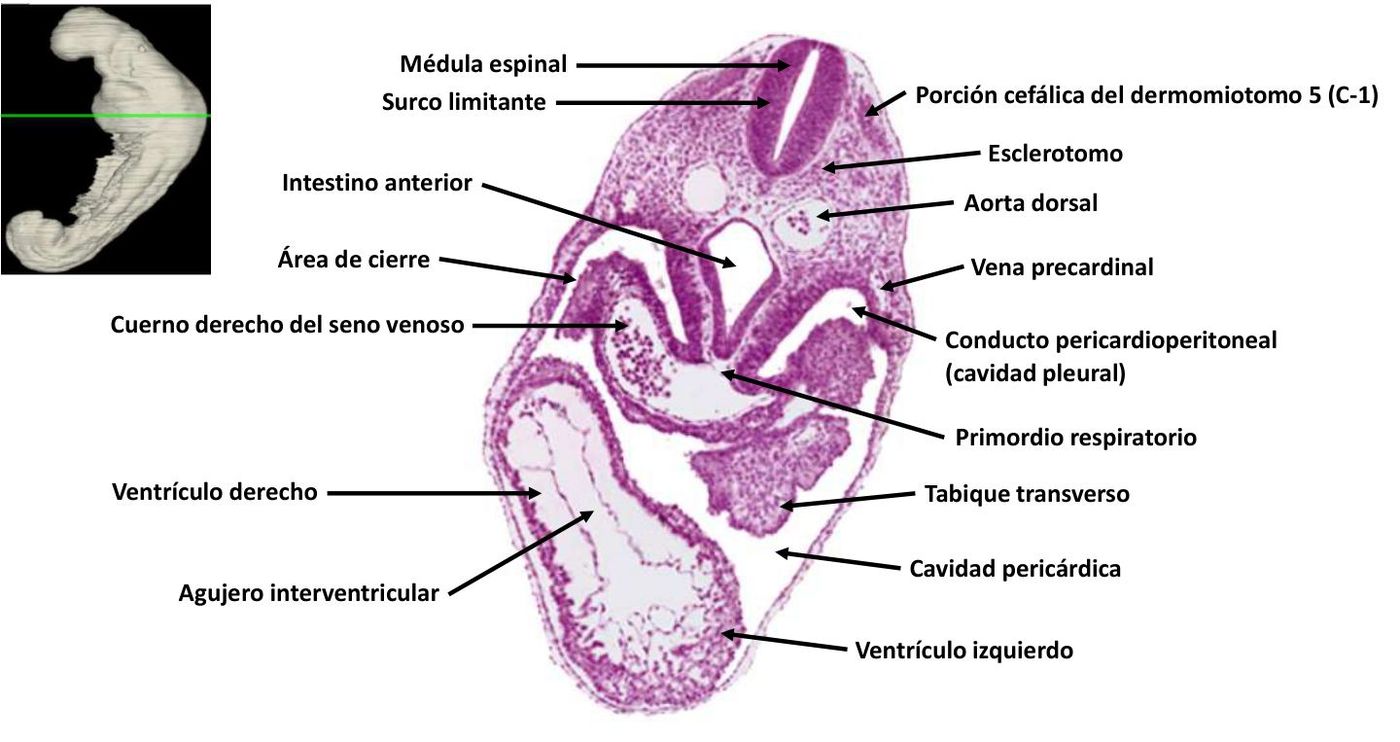 Médula espinal
Surco limitante
Intestino anterior
Área de cierre
Cuerno derecho del seno venoso
Ventrículo derecho
Agujero interventricular
Porción cefálica del dermomiotomo 5 (C-1)
Esclerotomo
Aorta dorsal
Vena precardinal
Conducto pericardioperitoneal
(cavidad pleural)
Primordio respiratorio
Tabique transverso
Cavidad pericárdica
Ventrículo izquierdo